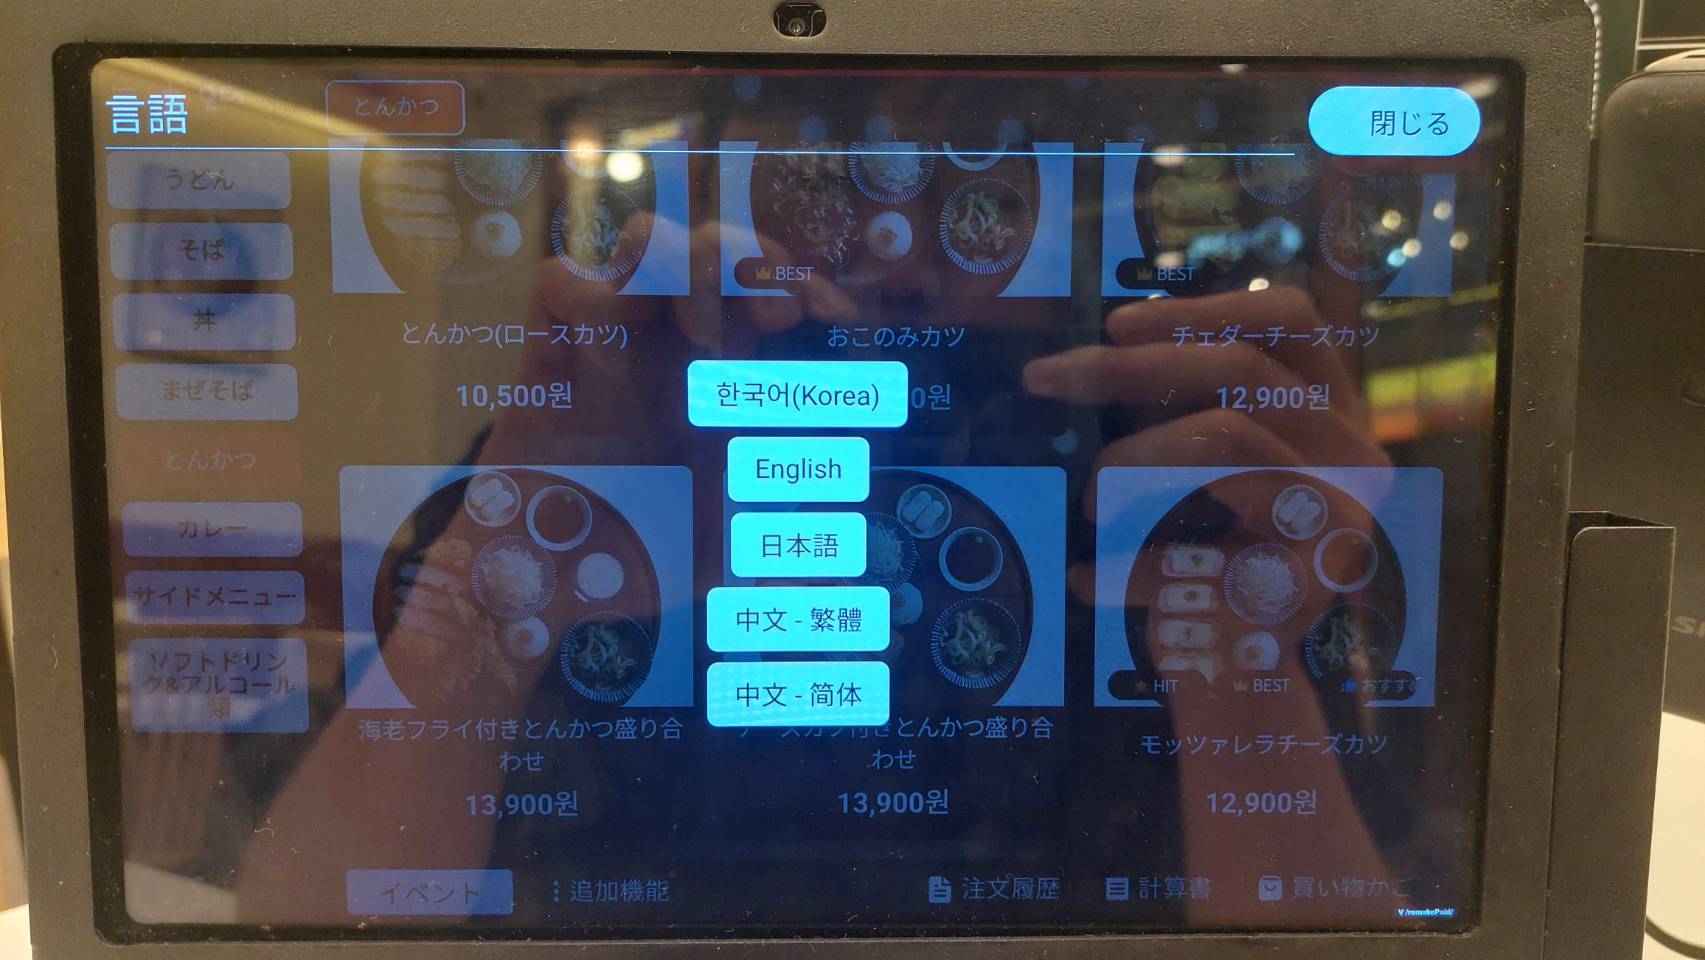 言語
とんかつ
閉じる
うどん
そば
丼
まぜそば
とんかつ
カレー
サイドメニュー
ソフトドリン
ク&アルコール
類
BEST
BEST
とんかつ(ロースカツ)
おこのみカツ
チェダーチーズカツ
10,500원
0원
12,900원
한국어(Korea)
English
日本語
中文 - 繁體
中文 - 简体
HIT
BEST
おすす
海老フライ付きとんかつ盛り合
わせ
きとんかつ盛り合
わせ
モッツァレラチーズカツ
13,900원
13,900원
12,900원
イベント
追加機能
注文履歴
計算書
買い物かご
V /remakePaid/